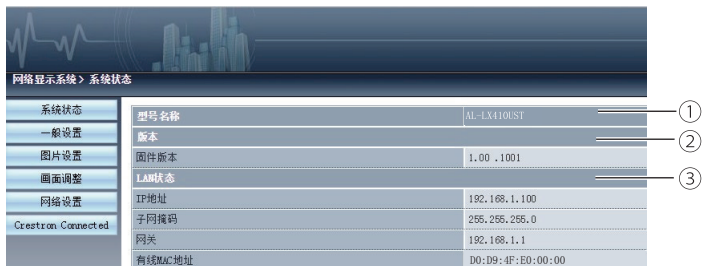 网络显示系统> 系统状态
系统状态
一般设置
图片设置
画面调整
网络设置
Crestron Connected
型号名称 AL-LX410UST ①
版本 ②
固件版本 1.00 .1001
LAN状态 ③
IP地址 192.168.1.100
子网掩码 255.255.255.0
网关 192.168.1.1
有线MAC地址 D0:D9:4F:E0:00:00